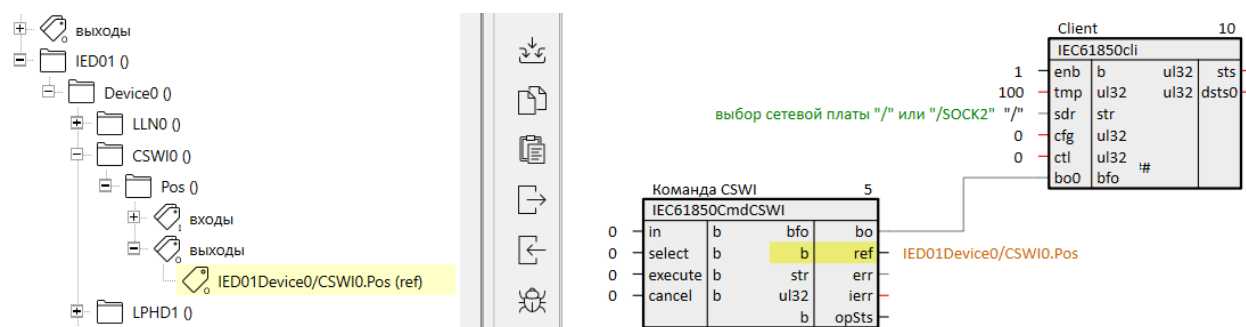 выходы
IED01 ()
Device0 ()
LLN0 ()
CSWI0 ()
Pos ()
входы
выходы
IED01Device0/CSWI0.Pos (ref)
LPHD1 ()
Client 10
IEC61850cli
1 enb b ul32 sts
100 tmp ul32 ul32 dsts0
выбор сетевой платы "/" или "/SOCK2" "/" sdr str
0 cfg ul32
0 ctl ul32 !#
bo0 bfo
Команда CSWI 5
IEC61850CmdCSWI
0 in b bfo bo
0 select b b ref IED01Device0/CSWI0.Pos
0 execute b str err
0 cancel b ul32 ierr
b opSts